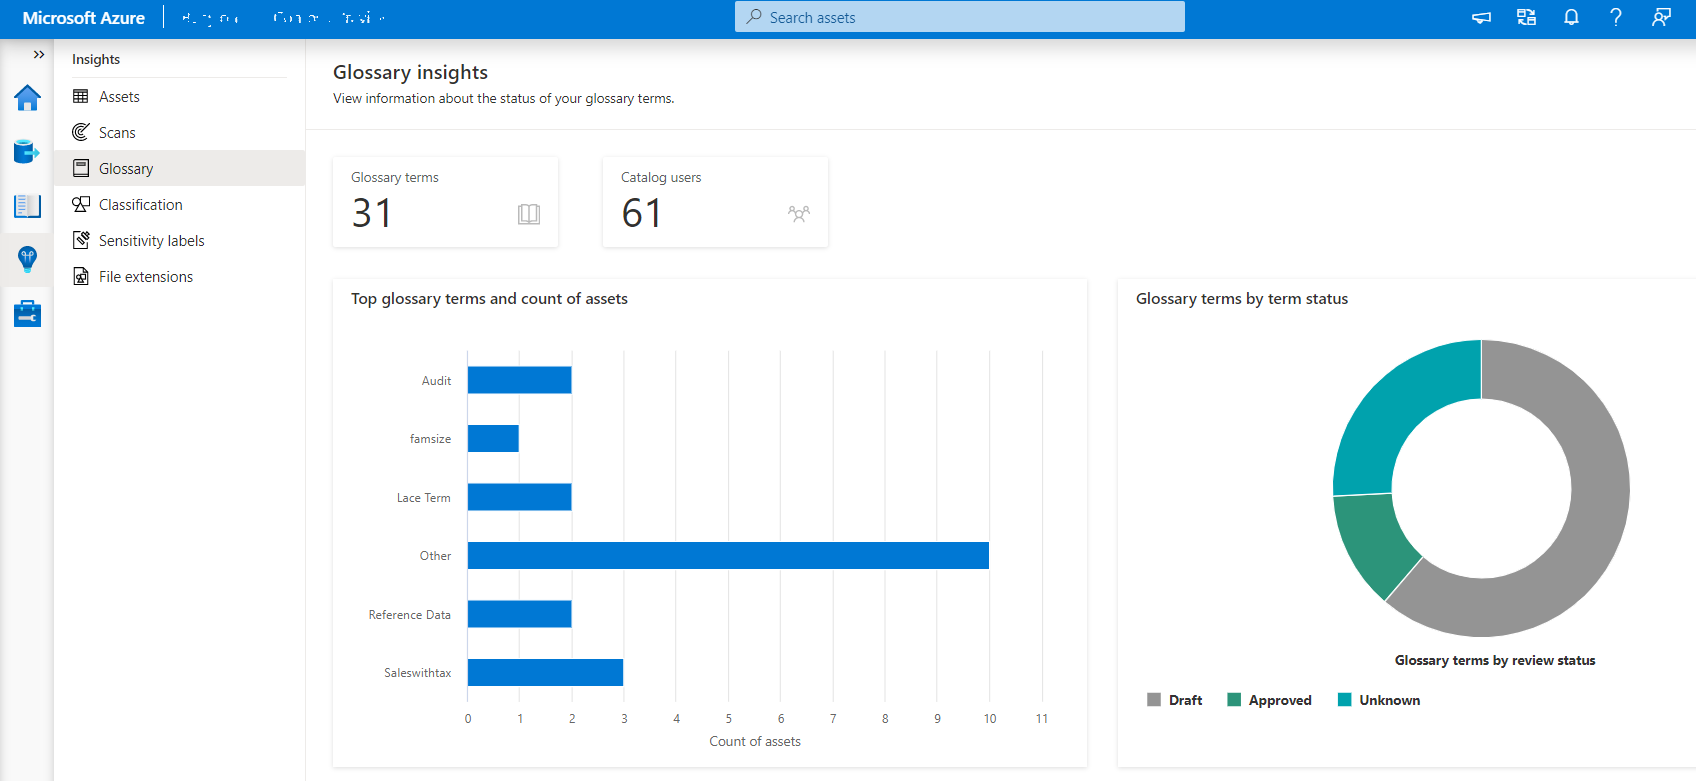 Microsoft Azure
Search assets
Insights
Assets
Scans
Glossary
Classification
Sensitivity labels
File extensions
Glossary insights
View information about the status of your glossary terms.
Glossary terms
31
Catalog users
61
Top glossary terms and count of assets
Audit
famsize
Lace Term
Other
Reference Data
Saleswithtax
0 1 2 3 4 5 6 7 8 9 10 11
Count of assets
Glossary terms by term status
Glossary terms by review status
Draft Approved Unknown